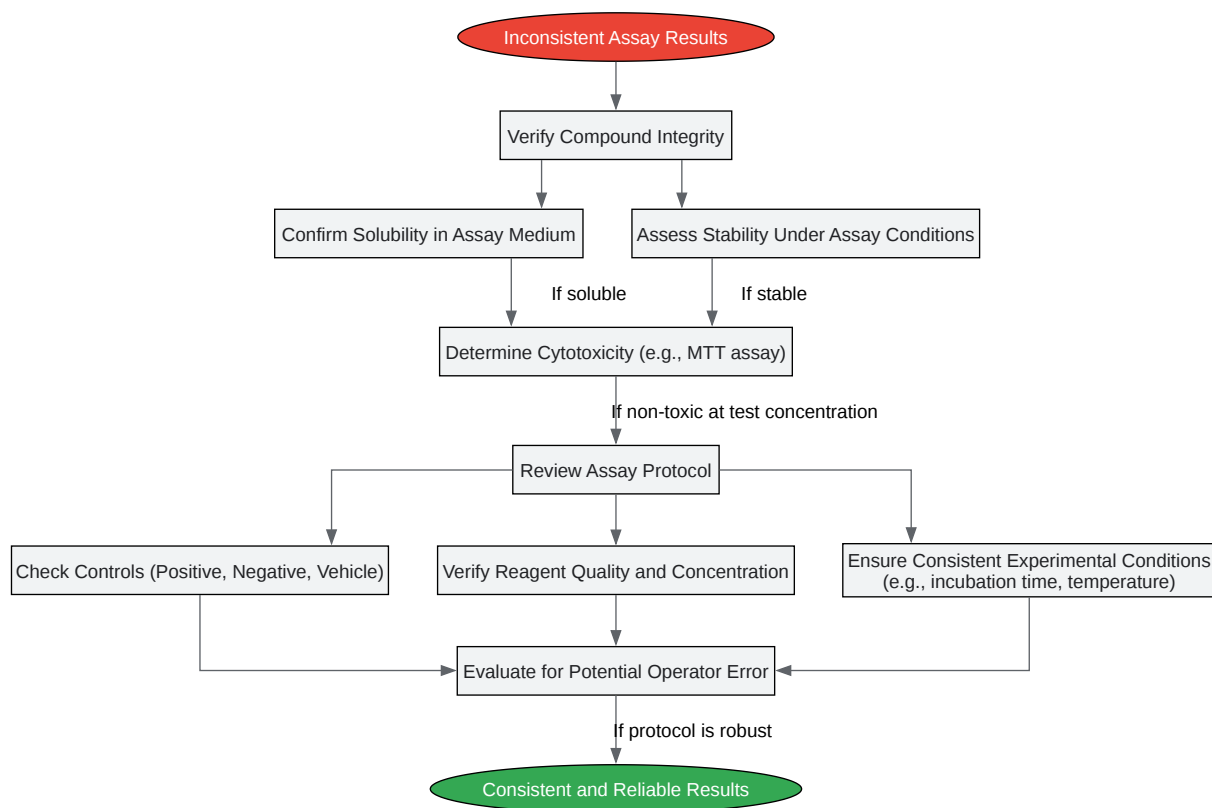 Inconsistent Assay Results
Verify Compound Integrity
Confirm Solubility in Assay Medium
Assess Stability Under Assay Conditions
If soluble
If stable
Determine Cytotoxicity (e.g., MTT assay)
If non-toxic at test concentration
Review Assay Protocol
Check Controls (Positive, Negative, Vehicle)
Verify Reagent Quality and Concentration
Ensure Consistent Experimental Conditions
(e.g., incubation time, temperature)
Evaluate for Potential Operator Error
If protocol is robust
Consistent and Reliable Results